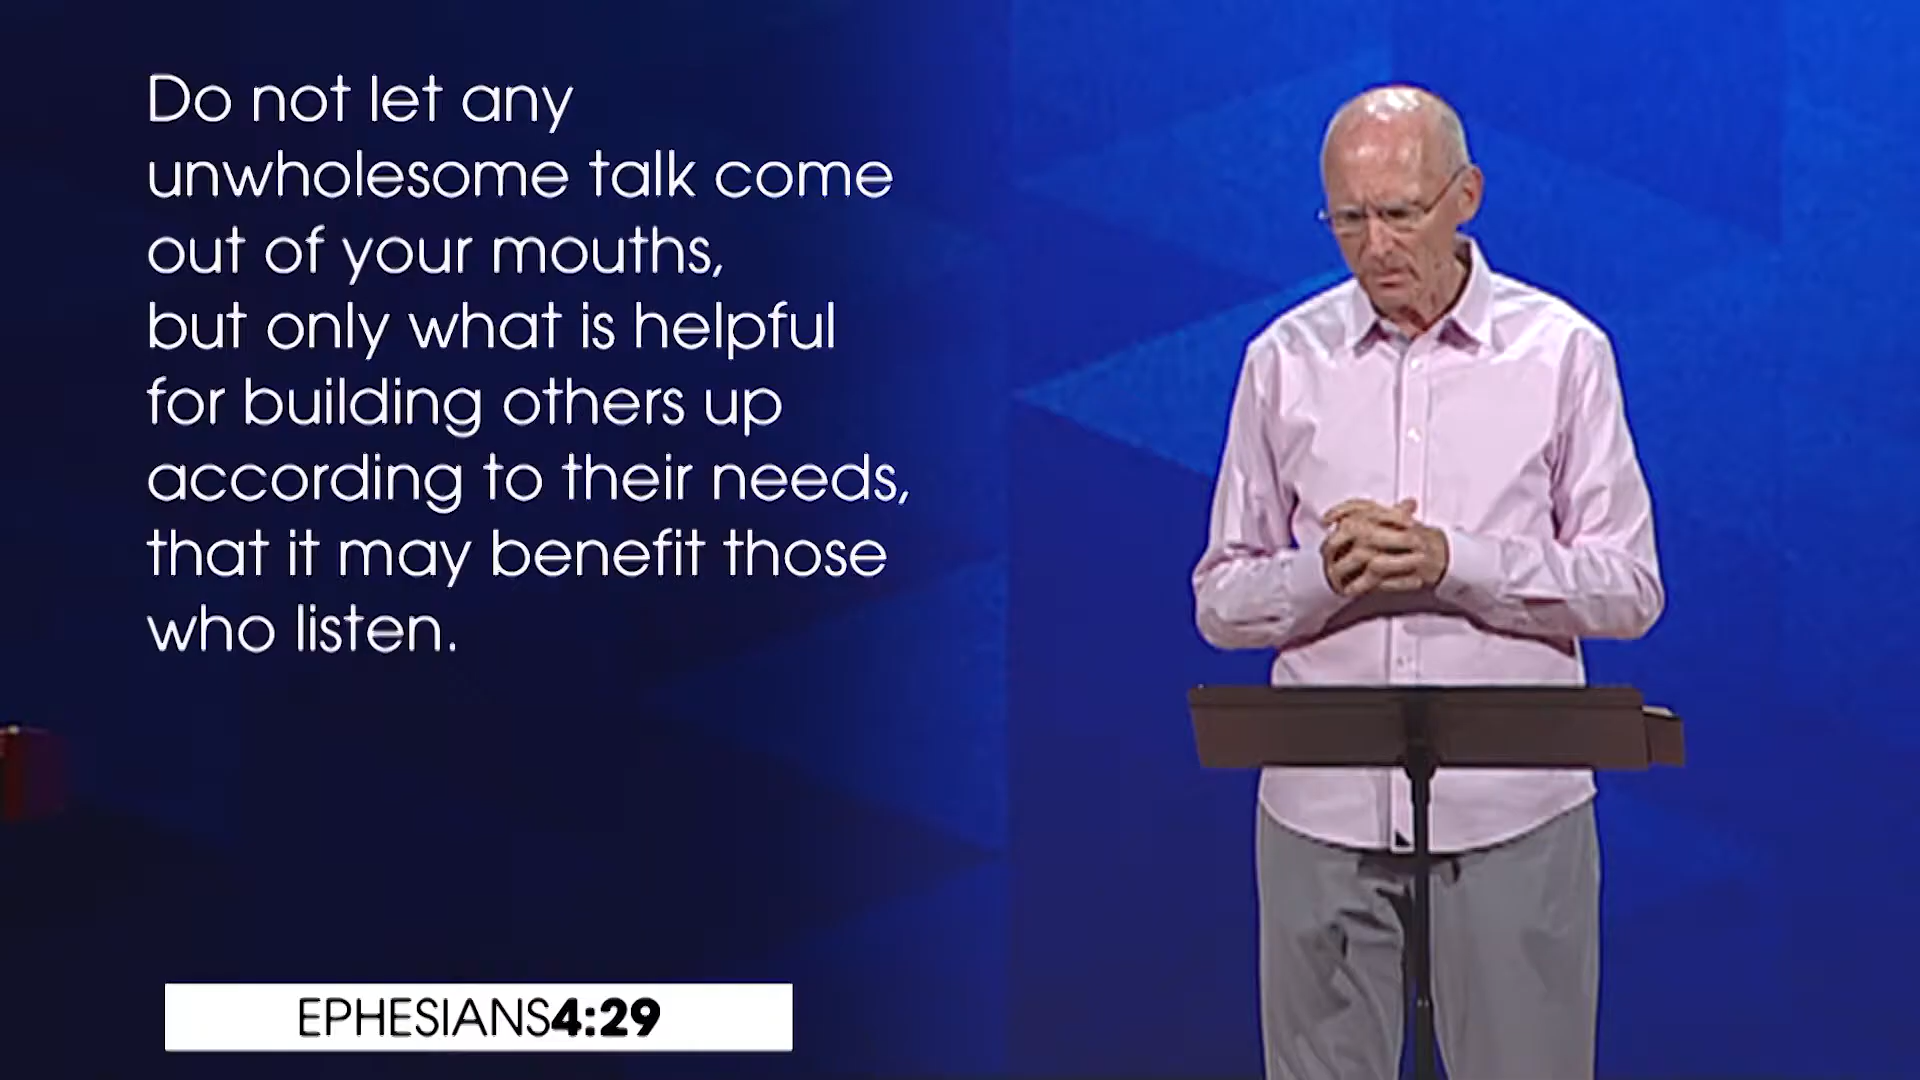 Do not let any
unwholesome talk come
out of your mouths,
but only what is helpful
for building others up
according to their needs,
that it may benefit those
who listen.
EPHESIANS4:29